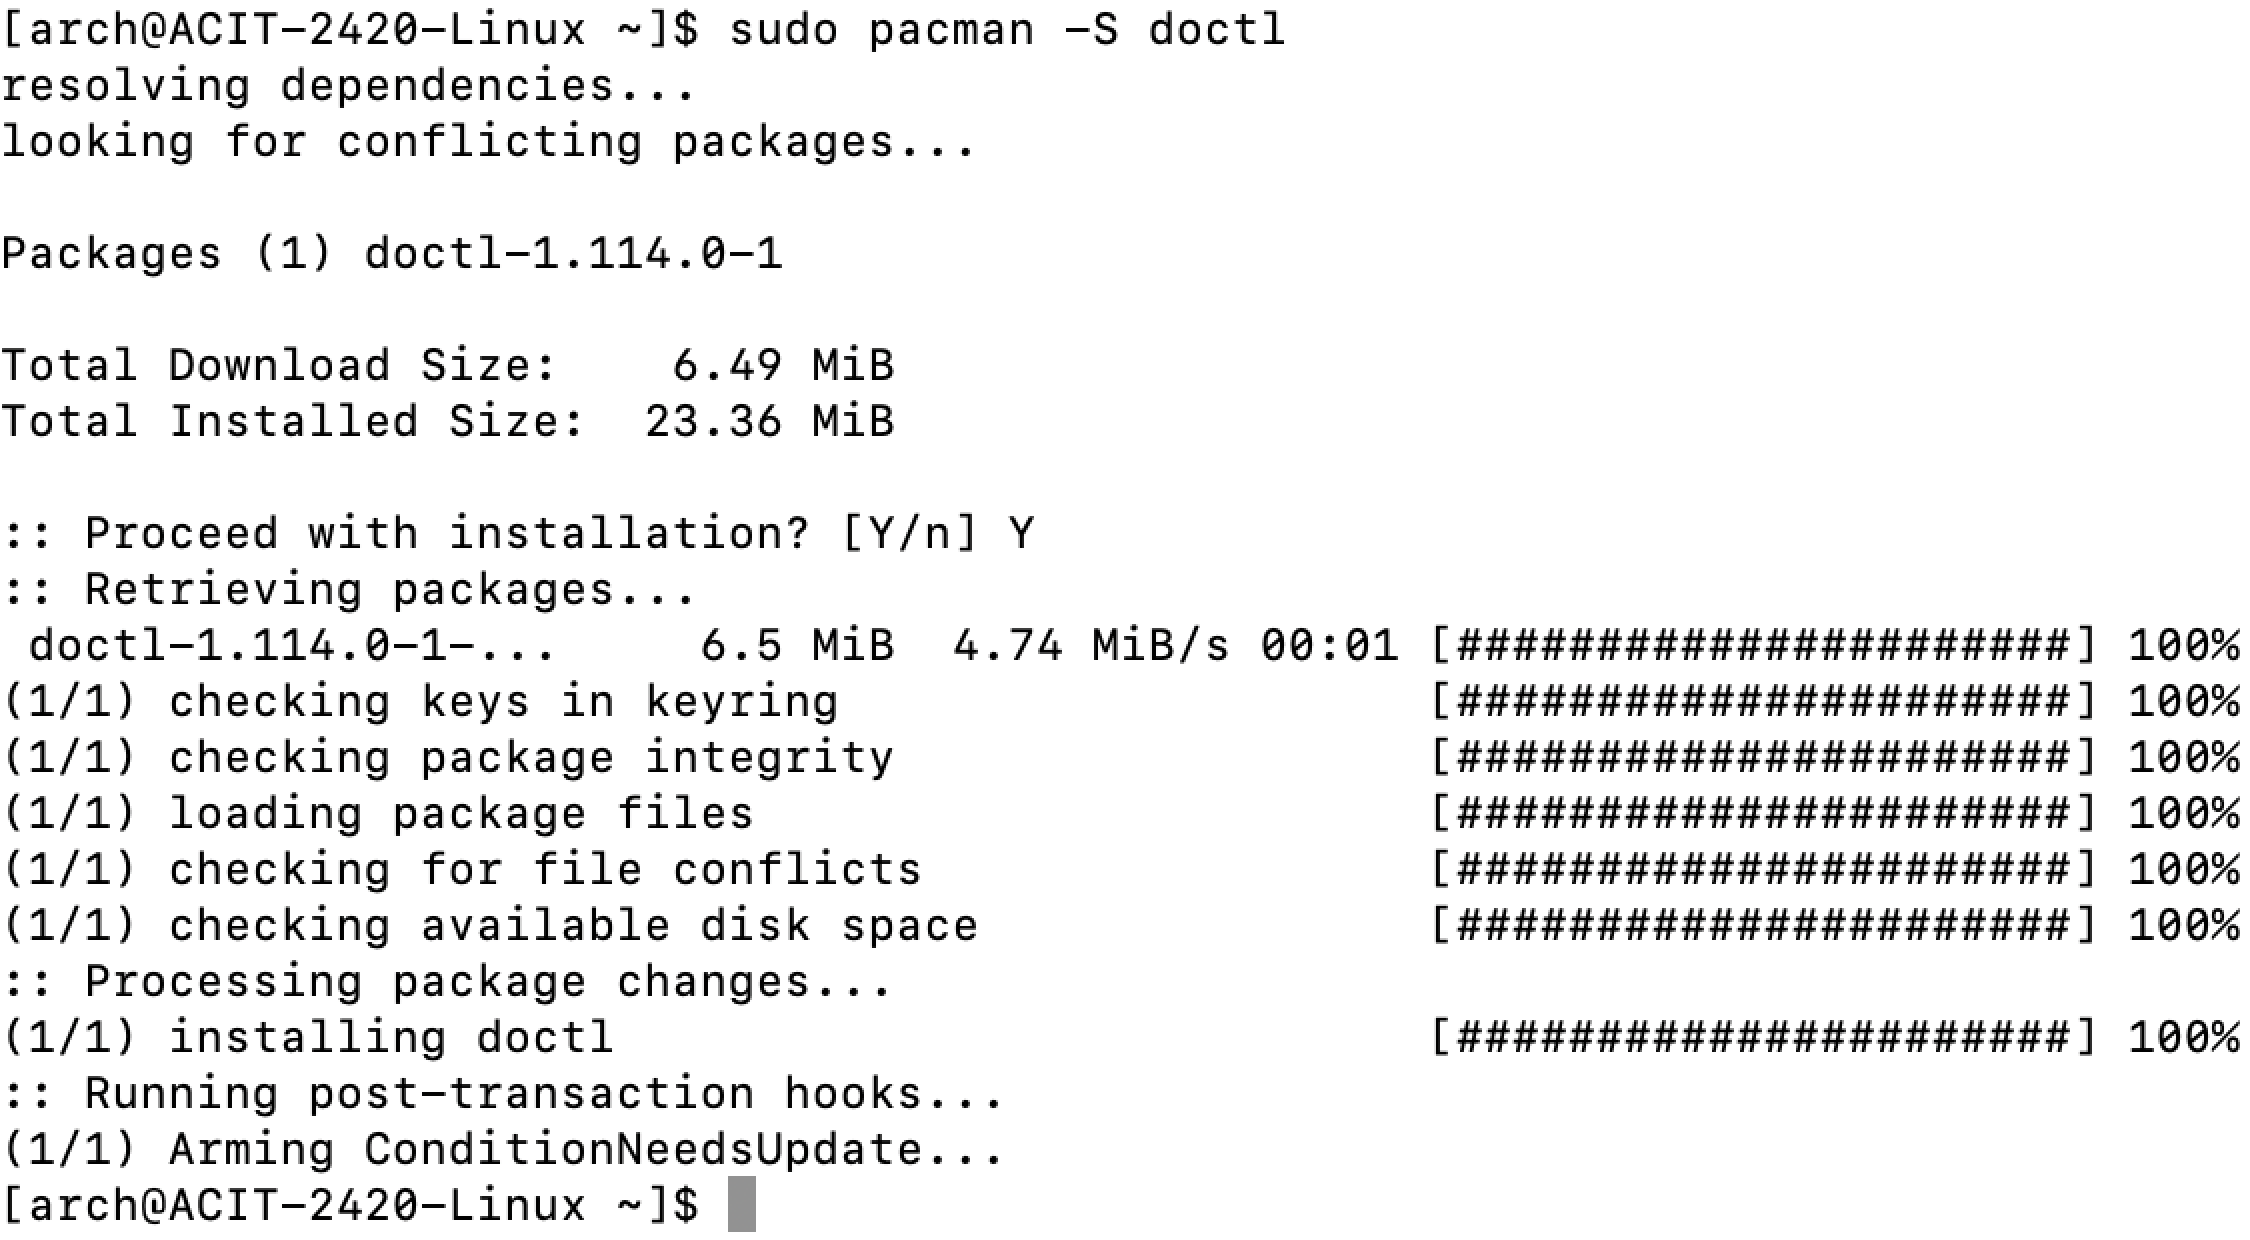 [arch@ACIT-2420-Linux ~]$ sudo pacman -S doctl
resolving dependencies...
looking for conflicting packages...

Packages (1) doctl-1.114.0-1

Total Download Size:    6.49 MiB
Total Installed Size:  23.36 MiB

:: Proceed with installation? [Y/n] Y
:: Retrieving packages...
 doctl-1.114.0-1-...     6.5 MiB  4.74 MiB/s 00:01 [######################] 100%
(1/1) checking keys in keyring                     [######################] 100%
(1/1) checking package integrity                   [######################] 100%
(1/1) loading package files                        [######################] 100%
(1/1) checking for file conflicts                  [######################] 100%
(1/1) checking available disk space                [######################] 100%
:: Processing package changes...
(1/1) installing doctl                             [######################] 100%
:: Running post-transaction hooks...
(1/1) Arming ConditionNeedsUpdate...
[arch@ACIT-2420-Linux ~]$